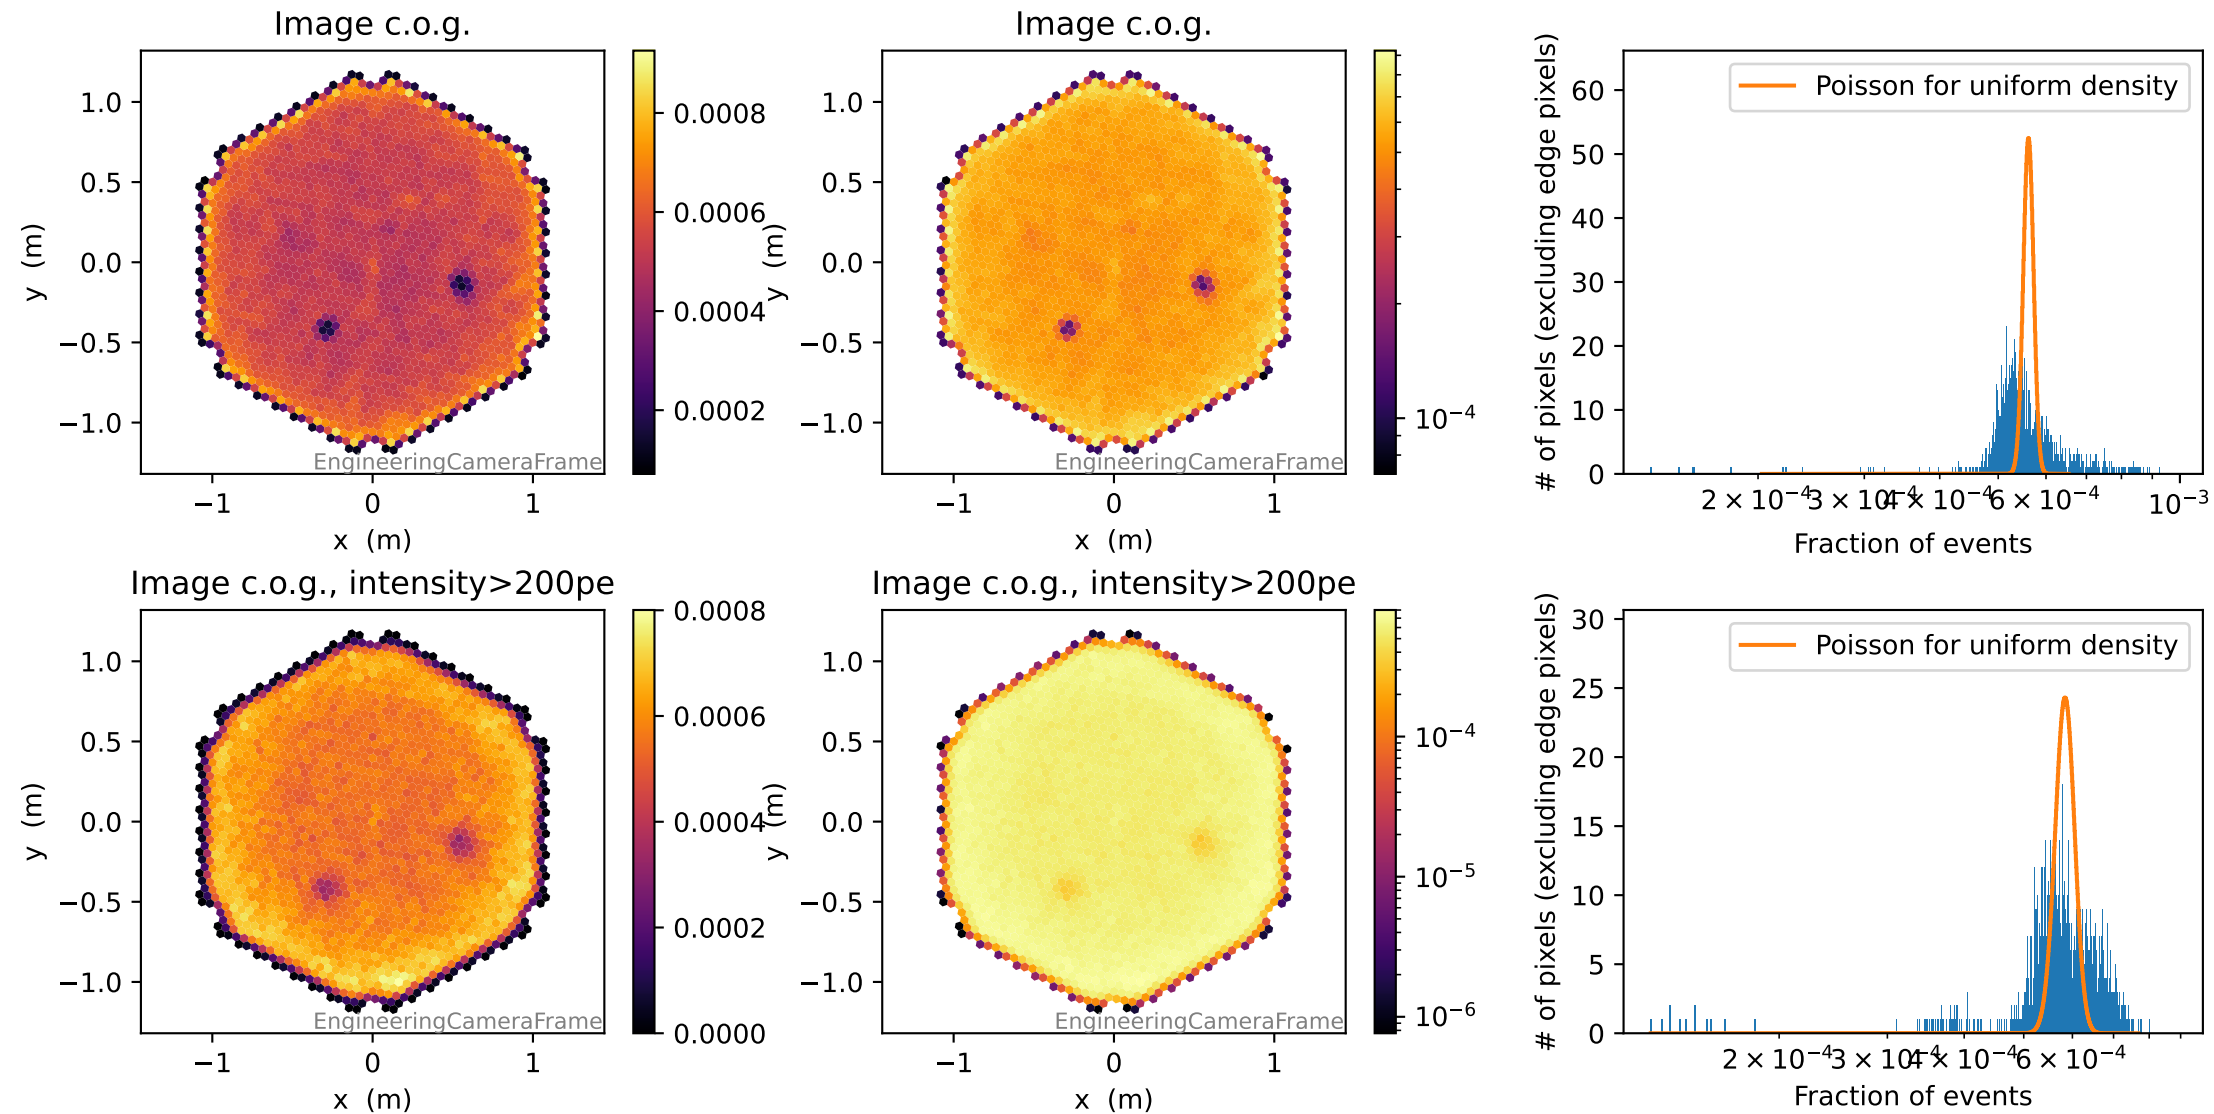 Image c.o.g.
1.0
0.5
0.0
−0.5
−1.0
y (m)
−1
0
1
x (m)
EngineeringCameraFrame
0.0008
0.0006
0.0004
0.0002
Image c.o.g.
1.0
0.5
0.0
−0.5
−1.0
y (m)
−1
0
1
x (m)
EngineeringCameraFrame
10⁻⁴
# of pixels (excluding edge pixels)
60
50
40
30
20
10
0
Poisson for uniform density
2 × 10⁻⁴
3 × 10⁻⁴
4 × 10⁻⁴
6 × 10⁻⁴
10⁻³
Fraction of events
Image c.o.g., intensity>200pe
1.0
0.5
0.0
−0.5
−1.0
y (m)
−1
0
1
x (m)
EngineeringCameraFrame
0.0008
0.0006
0.0004
0.0002
0.0000
Image c.o.g., intensity>200pe
1.0
0.5
0.0
−0.5
−1.0
y (m)
−1
0
1
x (m)
EngineeringCameraFrame
10⁻⁴
10⁻⁵
10⁻⁶
# of pixels (excluding edge pixels)
30
25
20
15
10
5
0
Poisson for uniform density
2 × 10⁻⁴
3 × 10⁻⁴
4 × 10⁻⁴
6 × 10⁻⁴
Fraction of events